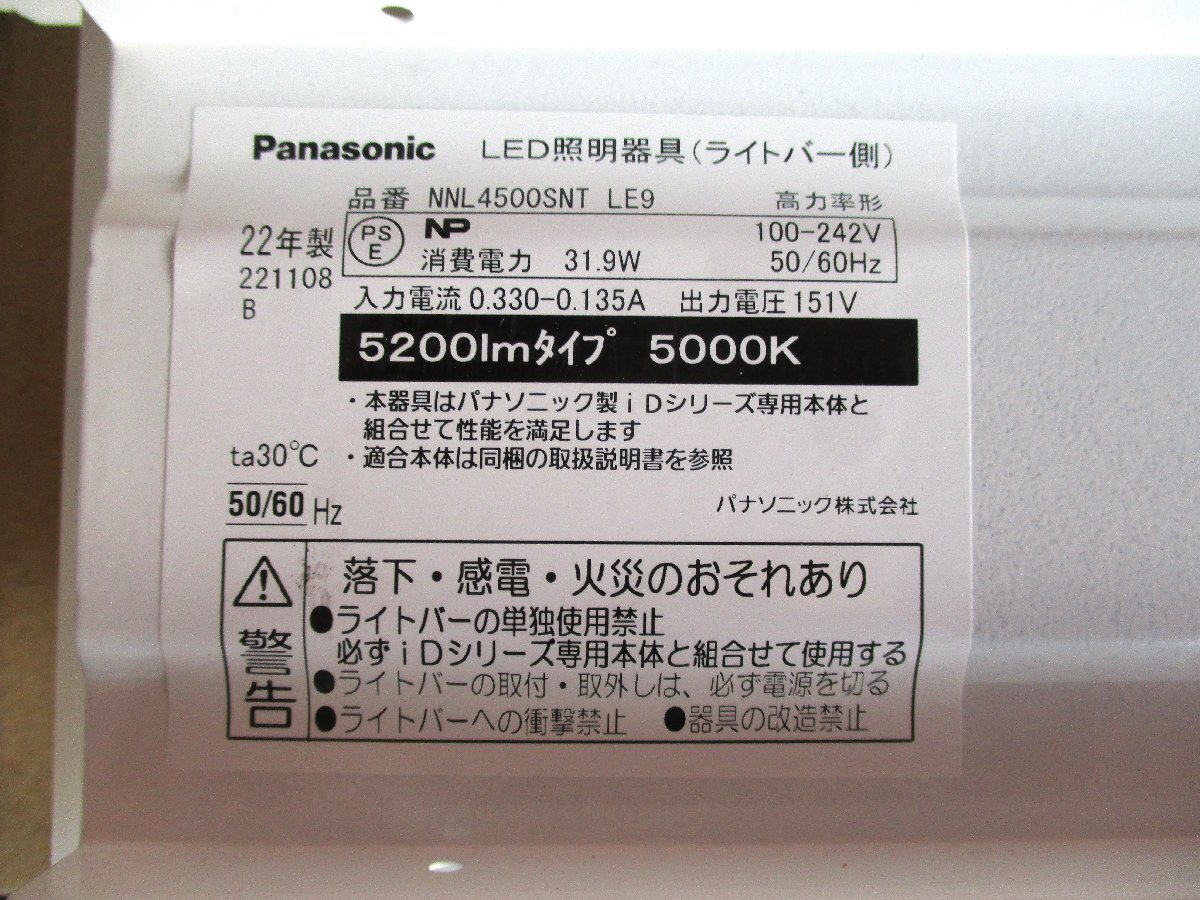 Panasonic LED照明器具(ライトバー側)
品番 NNL4500SNT LE9 高力率形
22年製 PSE NP 100-242V
221108 消費電力 31.9W 50/60Hz
B 入力電流 0.330-0.135A 出力電圧 151V
5200lmタイプ 5000K
・本器具はパナソニック製iDシリーズ専用本体と
組合せて性能を満足します
ta30℃ ・適合本体は同梱の取扱説明書を参照
50/60 Hz パナソニック株式会社
警告
落下・感電・火災のおそれあり
●ライトバーの単独使用禁止
必ずiDシリーズ専用本体と組合せて使用する
●ライトバーの取付・取外しは、必ず電源を切る
●ライトバーへの衝撃禁止 ●器具の改造禁止